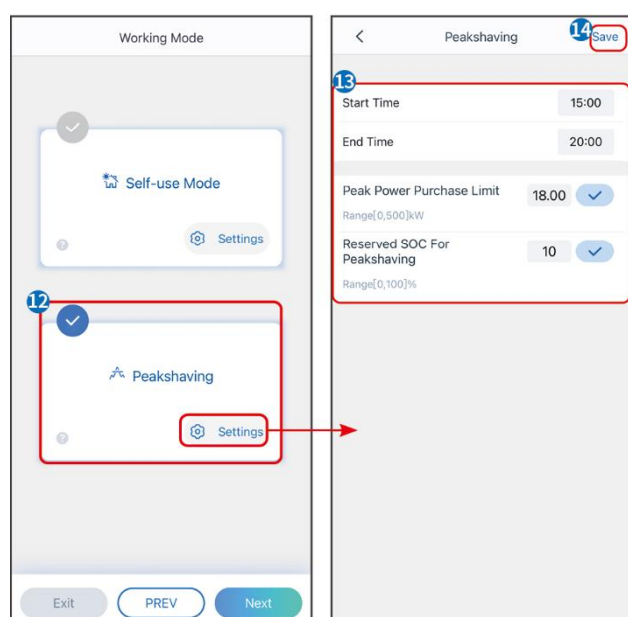 Working Mode
Self-use Mode
Settings
12
Peakshaving
Settings
Exit
PREV
Next
Peakshaving
14
Save
13
Start Time
15:00
End Time
20:00
Peak Power Purchase Limit
18.00
Range[0,500]kW
Reserved SOC For
Peakshaving
10
Range[0,100]%